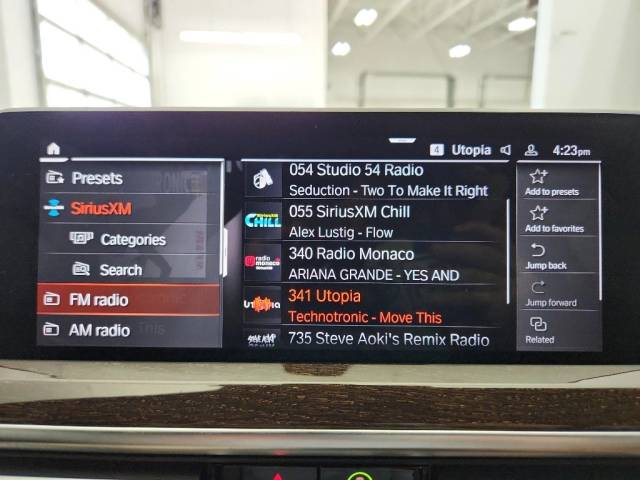 4 Utopia 4:23pm
Presets
SiriusXM
Categories
Search
FM radio
AM radio
054 Studio 54 Radio
Seduction - Two To Make It Right
SiriusXM
CHILL
055 SiriusXM Chill
Alex Lustig - Flow
radio
monaco
340 Radio Monaco
ARIANA GRANDE - YES AND
341 Utopia
Technotronic - Move This
735 Steve Aoki's Remix Radio
Add to presets
Add to favorites
Jump back
Jump forward
Related